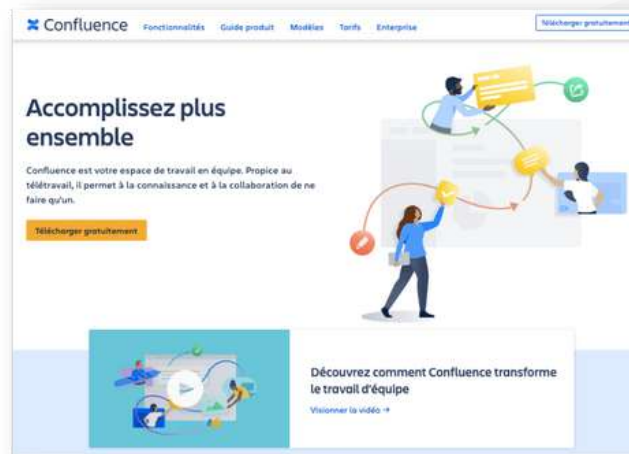 Confluence
Fonctionnalités Guide produit Modèles Tarifs Enterprise
Télécharger gratuitement
Accomplissez plus
ensemble
Confluence est votre espace de travail en équipe. Propice au
télétravail, il permet à la connaissance et à la collaboration de ne
faire qu'un.
Télécharger gratuitement
Découvrez comment Confluence transforme
le travail d'équipe
Visionner la vidéo →